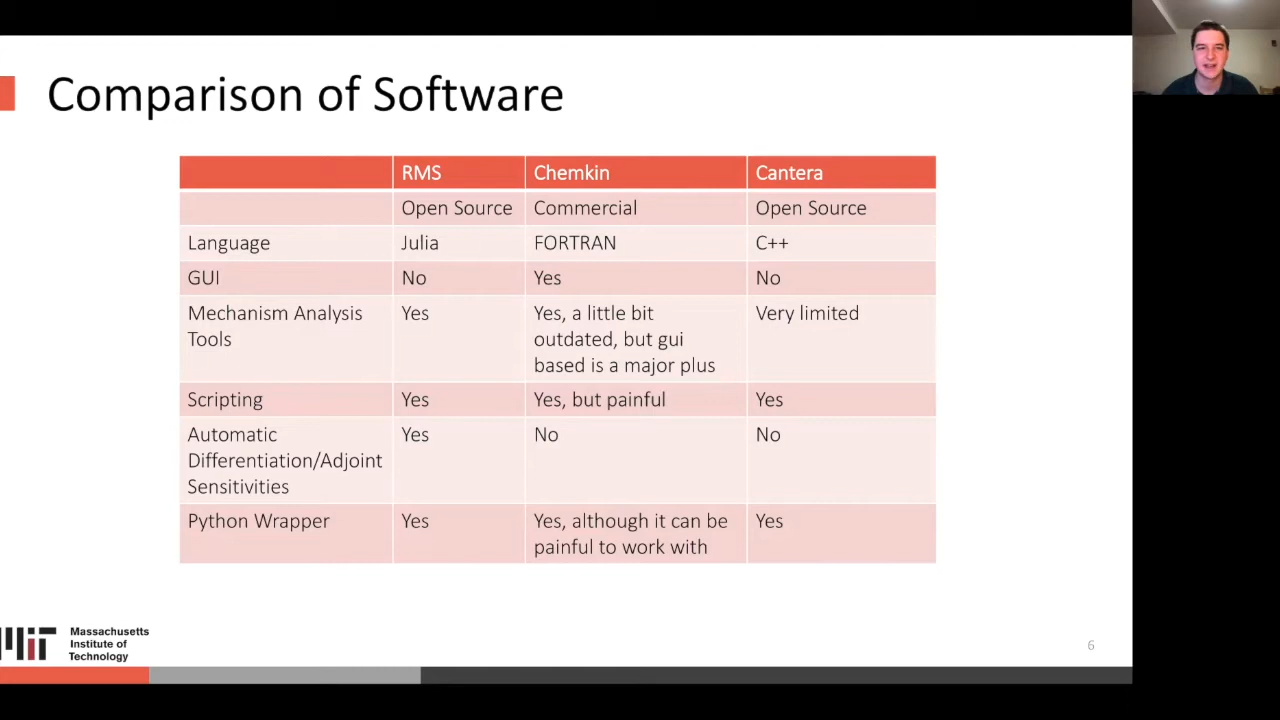 Comparison of Software
RMS Chemkin Cantera
Open Source Commercial Open Source
Language Julia FORTRAN C++
GUI No Yes No
Mechanism Analysis Tools Yes Yes, a little bit outdated, but gui based is a major plus Very limited
Scripting Yes Yes, but painful Yes
Automatic Differentiation/Adjoint Sensitivities Yes No No
Python Wrapper Yes Yes, although it can be painful to work with Yes
MIT
Massachusetts
Institute of
Technology
6